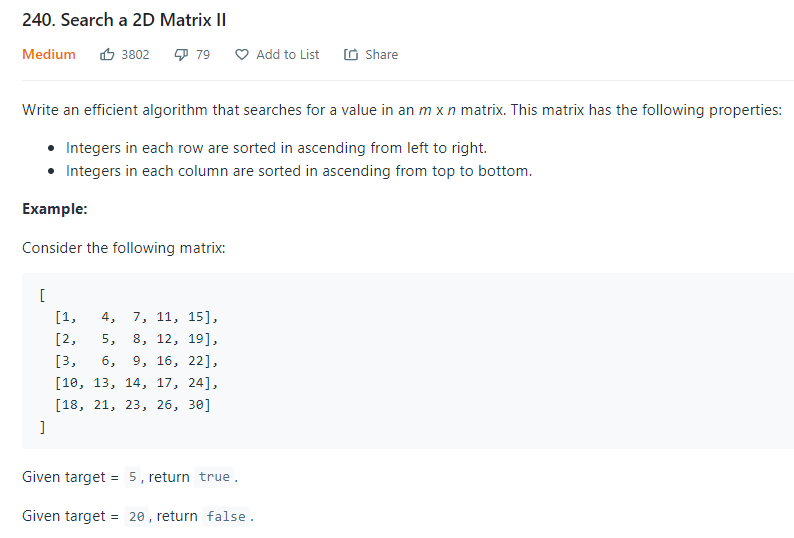 240. Search a 2D Matrix II
Medium 3802 79 Add to List Share
Write an efficient algorithm that searches for a value in an m x n matrix. This matrix has the following properties:
• Integers in each row are sorted in ascending from left to right.
• Integers in each column are sorted in ascending from top to bottom.
Example:
Consider the following matrix:
[
[1, 4, 7, 11, 15],
[2, 5, 8, 12, 19],
[3, 6, 9, 16, 22],
[10, 13, 14, 17, 24],
[18, 21, 23, 26, 30]
]
Given target = 5, return true.
Given target = 20, return false.